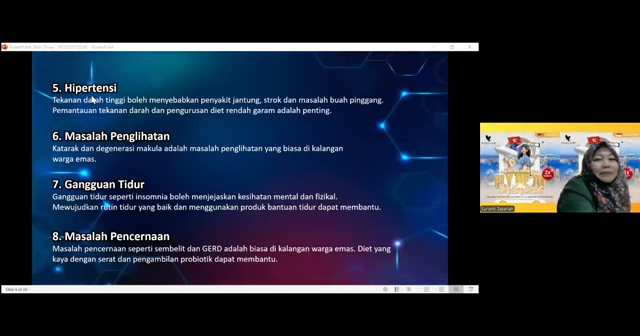 5. Hipertensi
Tekanan darah tinggi boleh menyebabkan penyakit jantung, strok dan masalah buah pinggang.
Pemantauan tekanan darah dan pengurusan diet rendah garam adalah penting.
6. Masalah Penglihatan
Katarak dan degenerasi makula adalah masalah penglihatan yang biasa di kalangan
warga emas.
7. Gangguan Tidur
Gangguan tidur seperti insomnia boleh menjejaskan kesihatan mental dan fizikal.
Mewujudkan rutin tidur yang baik dan menggunakan produk bantuan tidur dapat membantu.
8. Masalah Pencernaan
Masalah pencernaan seperti sembelit dan GERD adalah biasa di kalangan warga emas. Diet yang
kaya dengan serat dan pengambilan probiotik dapat membantu.